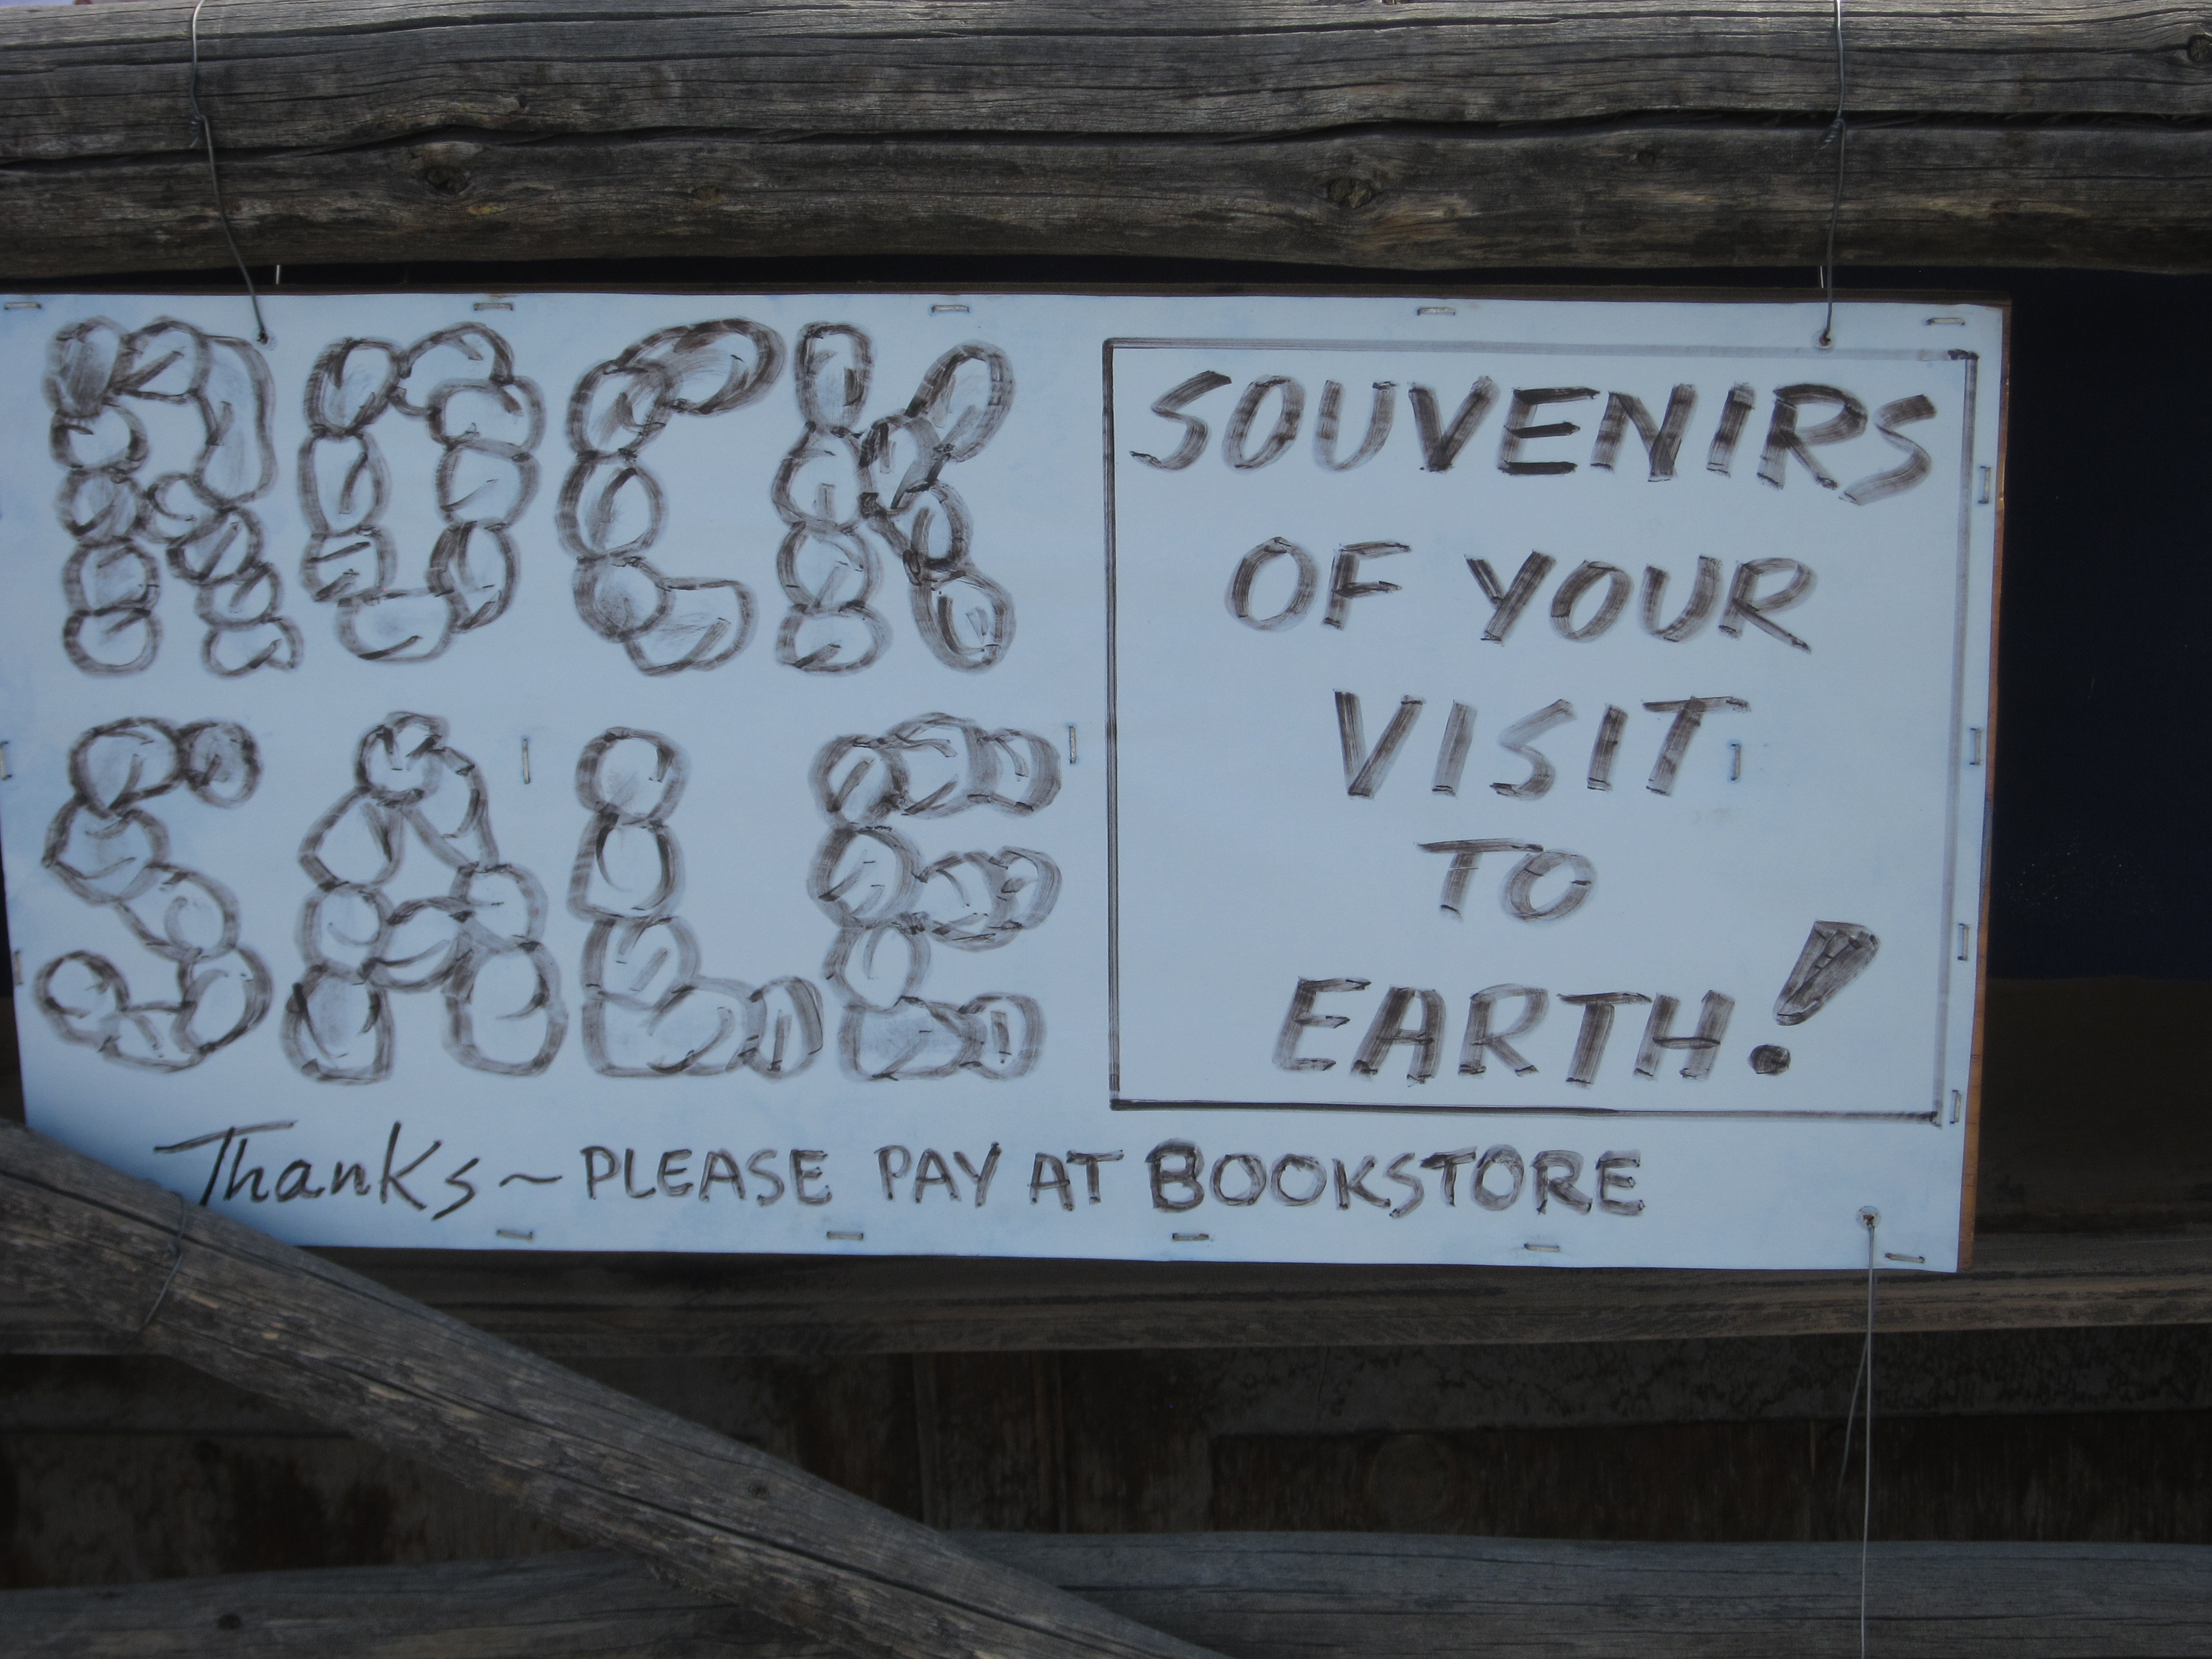 ROCK
SALE
SOUVENIRS
OF YOUR
VISIT
TO
EARTH!
Thanks ~ PLEASE PAY AT BOOKSTORE